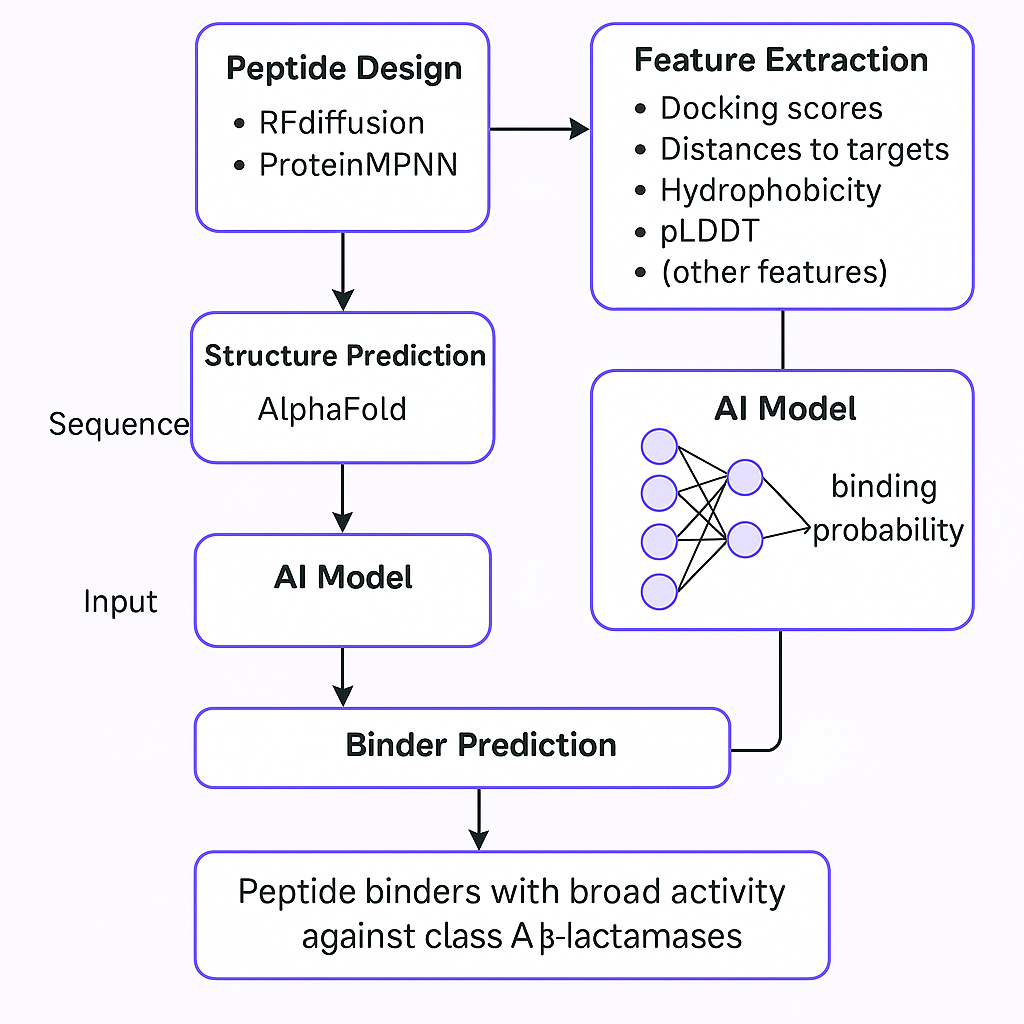 Peptide Design
• RFdiffusion
• ProteinMPNN
Feature Extraction
• Docking scores
• Distances to targets
• Hydrophobicity
• pLDDT
• (other features)
Structure Prediction
AlphaFold
Sequence
AI Model
binding
probability
AI Model
Input
Binder Prediction
Peptide binders with broad activity
against class A β-lactamases